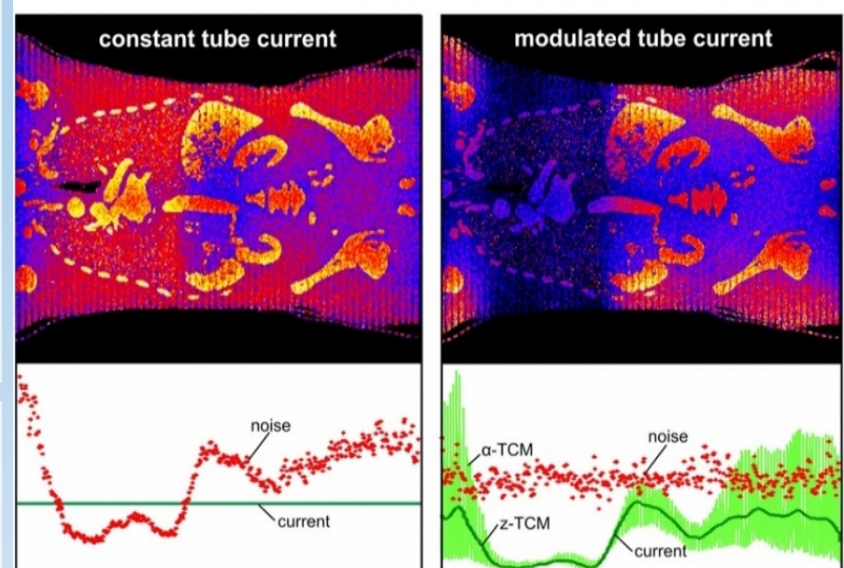 constant tube current
modulated tube current
noise
current
α-TCM
noise
z-TCM
current